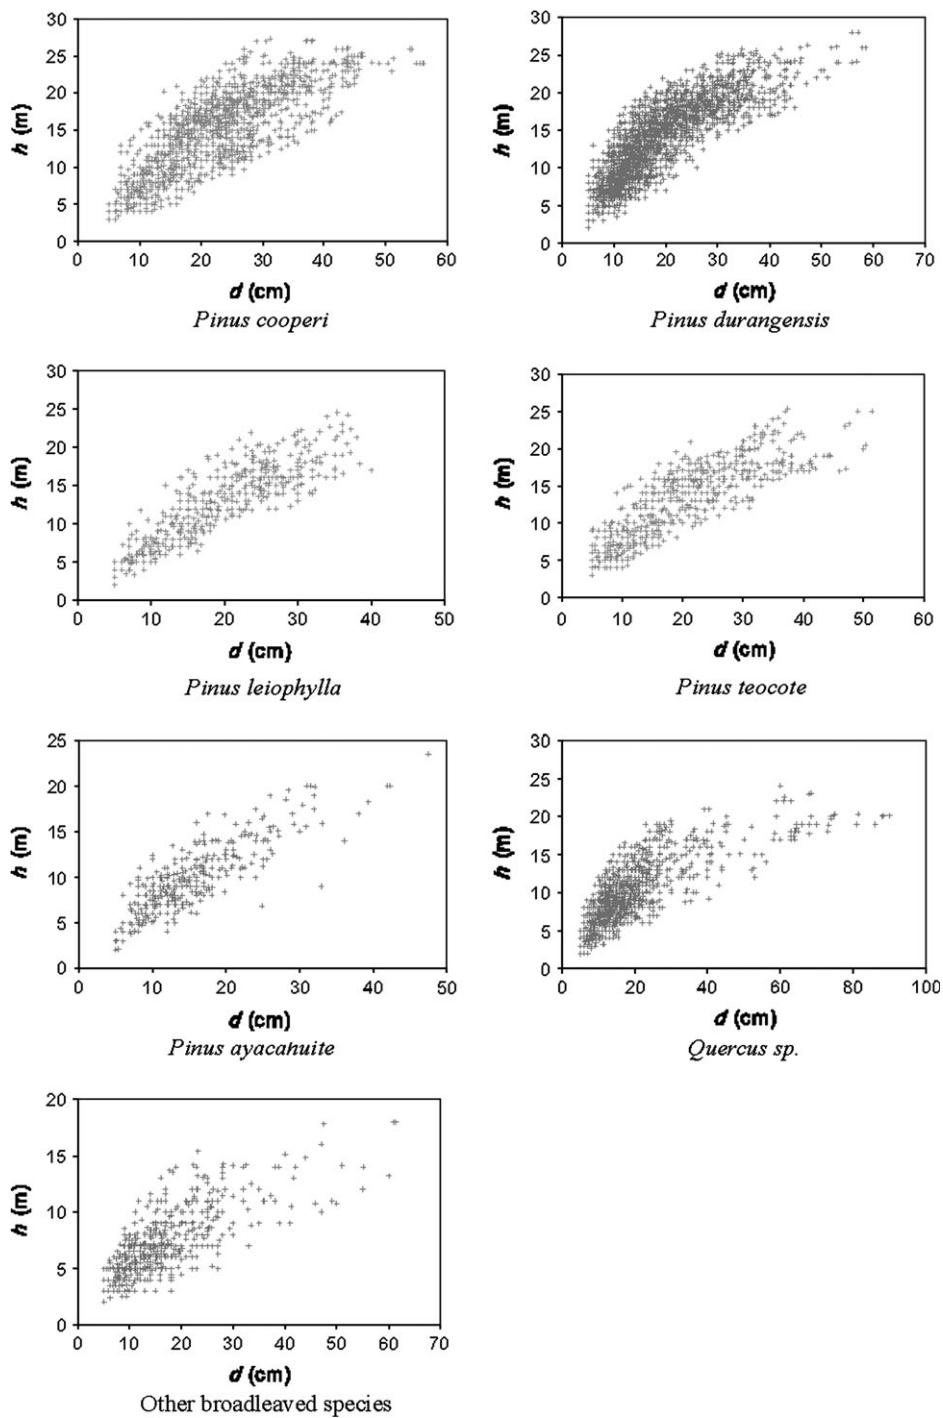 30
25
20
15
10
5
0
h (m)
0 10 20 30 40 50 60
d (cm)
Pinus cooperi
30
25
20
15
10
5
0
h (m)
0 10 20 30 40 50 60 70
d (cm)
Pinus durangensis
30
25
20
15
10
5
0
h (m)
0 10 20 30 40 50
d (cm)
Pinus leiophylla
30
25
20
15
10
5
0
h (m)
0 10 20 30 40 50 60
d (cm)
Pinus teocote
25
20
15
10
5
0
h (m)
0 10 20 30 40 50
d (cm)
Pinus ayacahuite
30
25
20
15
10
5
0
h (m)
0 20 40 60 80 100
d (cm)
Quercus sp.
20
15
10
5
0
h (m)
0 10 20 30 40 50 60 70
d (cm)
Other broadleaved species